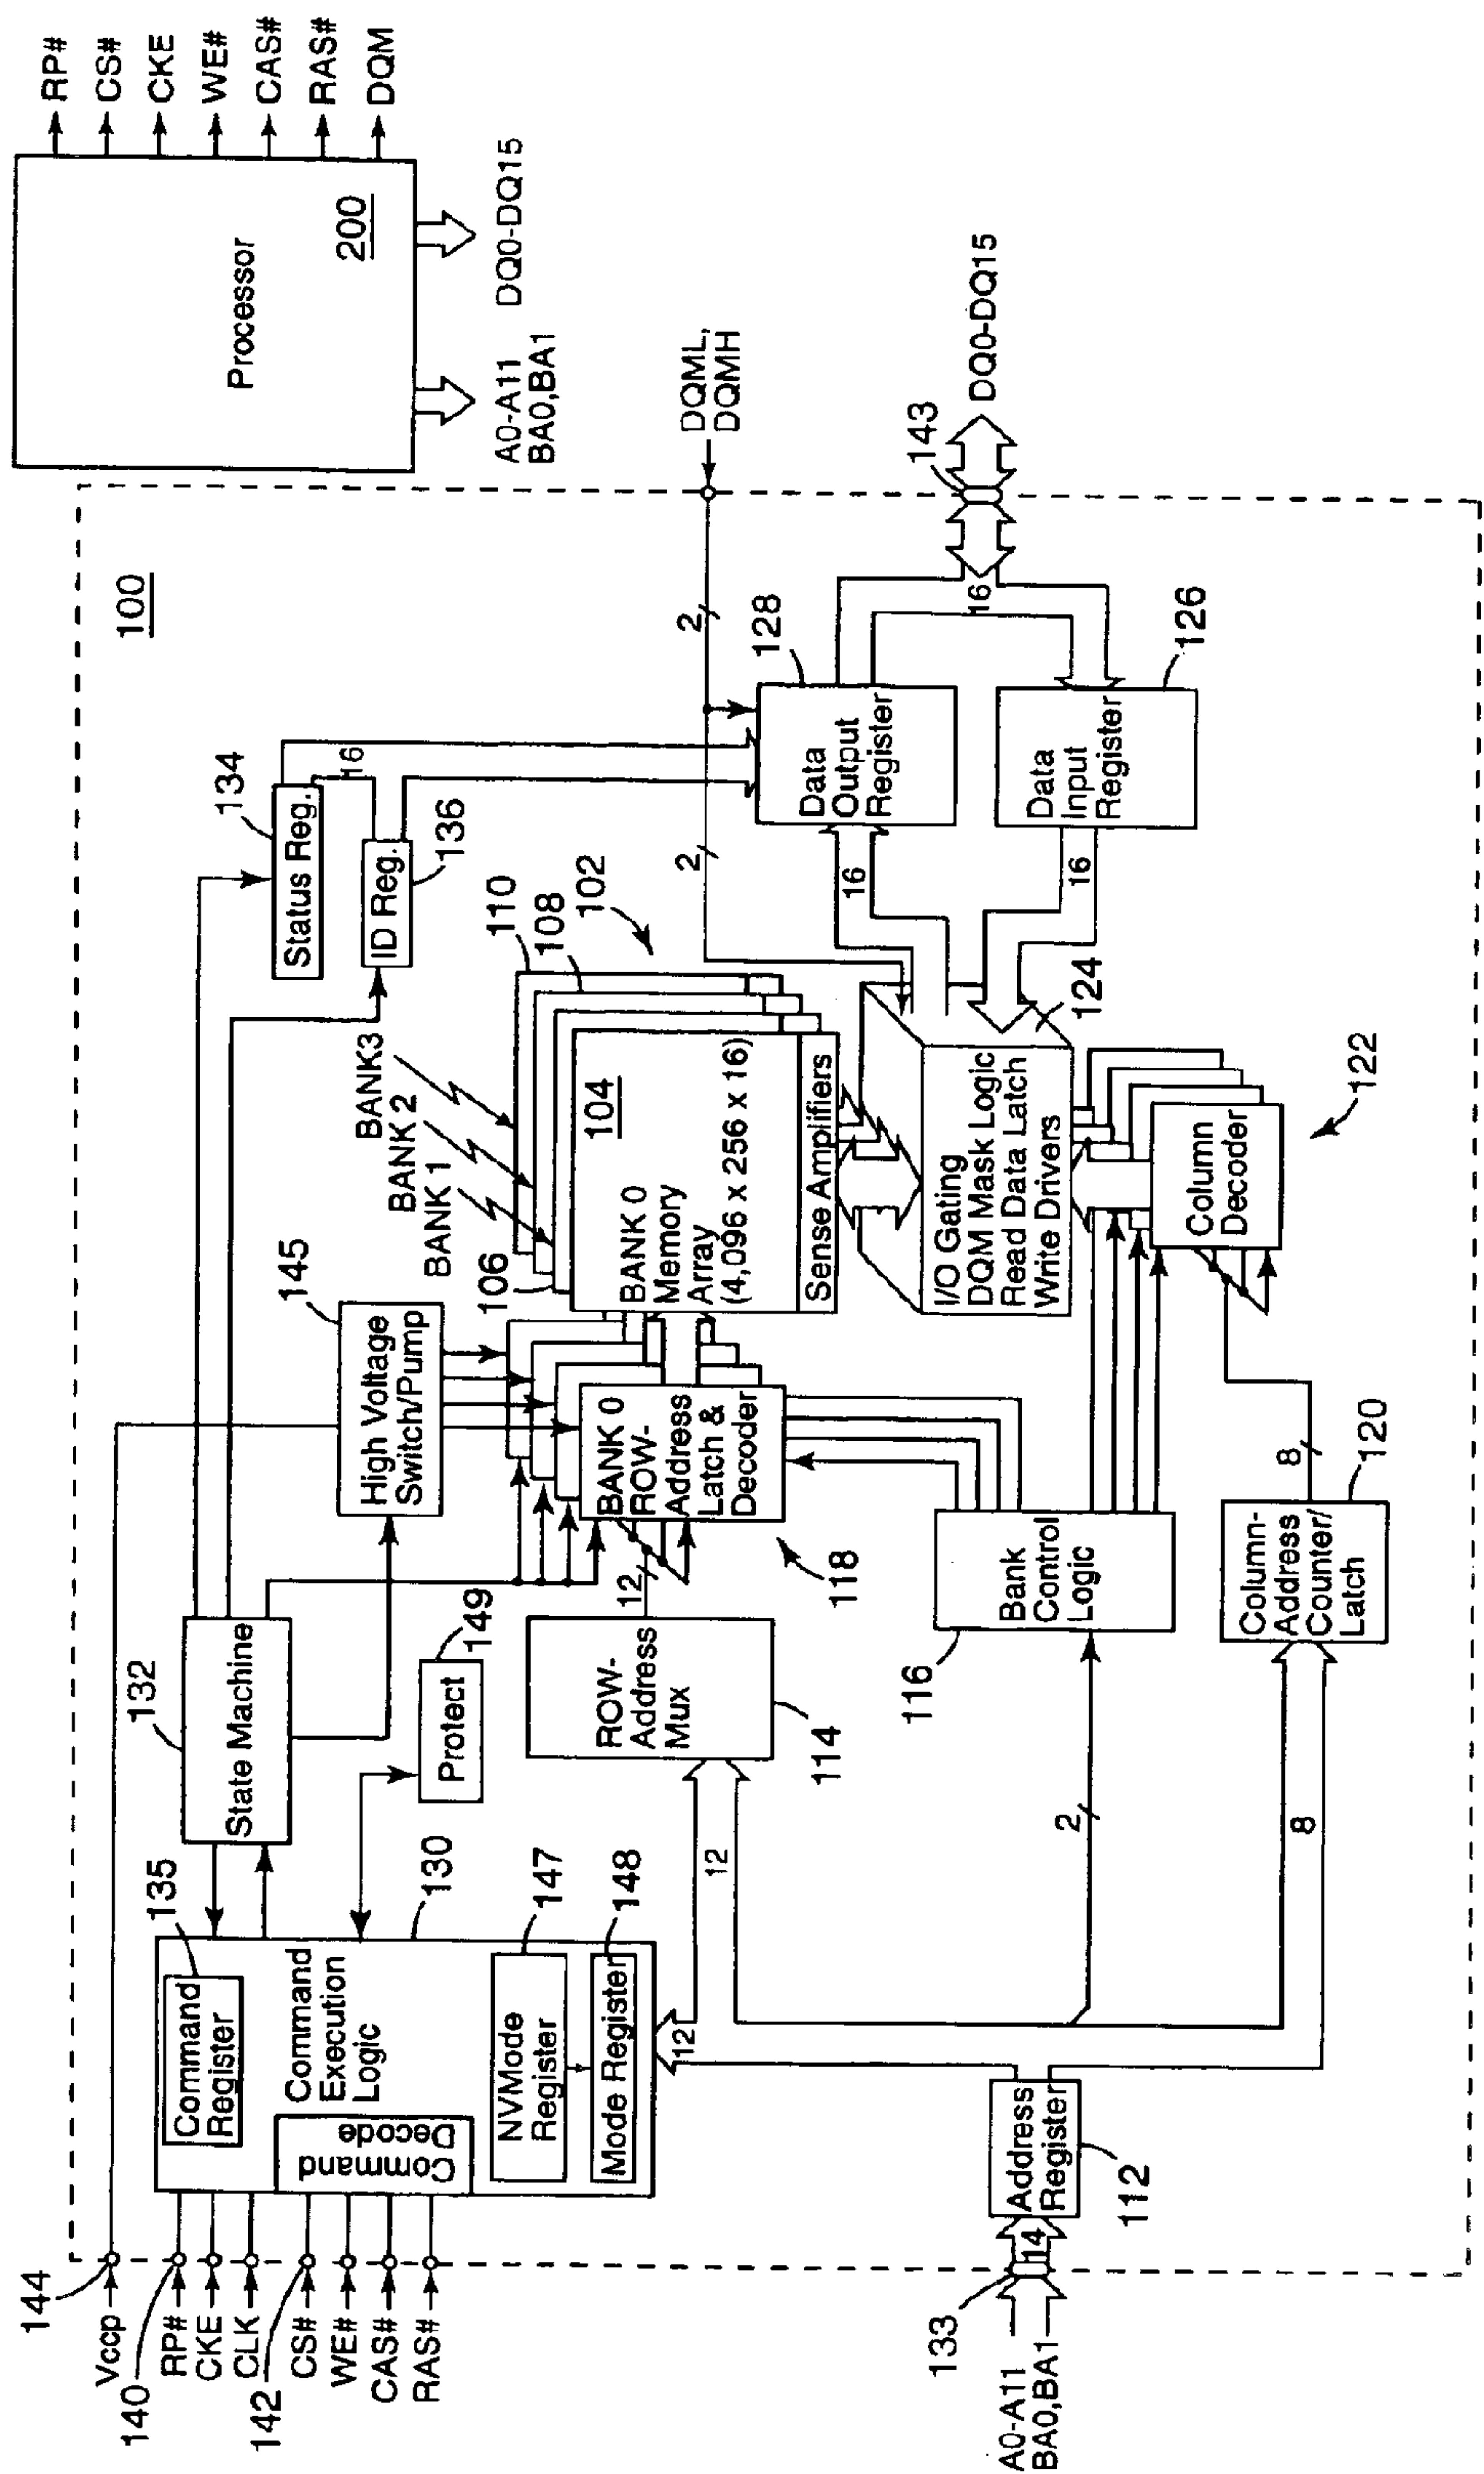 144
Vccp
140
RP#
CKE
CLK
142
CS#
WE#
CAS#
RAS#
135
Command
Register
Command
Execution
Logic
Command
Decode
130
NVMode
Register
147
Mode Register
148
132
State Machine
Protect
149
145
High Voltage
Switch/Pump
134
Status Reg.
16
ID Reg.
136
100
Processor
200
RP#
CS#
CKE
WE#
CAS#
RAS#
DQM
A0-A11
BA0,BA1
DQ0-DQ15
BANK3
BANK 2
BANK 1
110
108
102
106
104
BANK 0
Memory
Array
(4,096 x 256 x 16)
Sense Amplifiers
12
12
ROW-
Address
Mux
114
12
BANK 0
ROW-
Address
Latch &
Decoder
118
2
2
DQML,
DQMH
128
Data
Output
Register
16
16
143
DQ0-DQ15
Data
Input
Register
126
16
I/O Gating
DQM Mask Logic
Read Data Latch
Write Drivers
124
2
116
Bank
Control
Logic
Column
Decoder
122
8
Column-
Address
Counter/
Latch
120
8
133
A0-A11
BA0,BA1
14
Address
Register
112